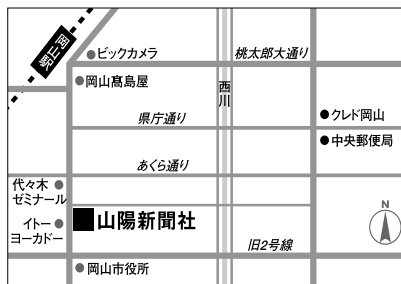 岡山駅
ビックカメラ
桃太郎大通り
岡山髙島屋
西川
県庁通り
クレド岡山
中央郵便局
あくら通り
代々木
ゼミナール
山陽新聞社
イトー
ヨーカドー
N
旧2号線
岡山市役所